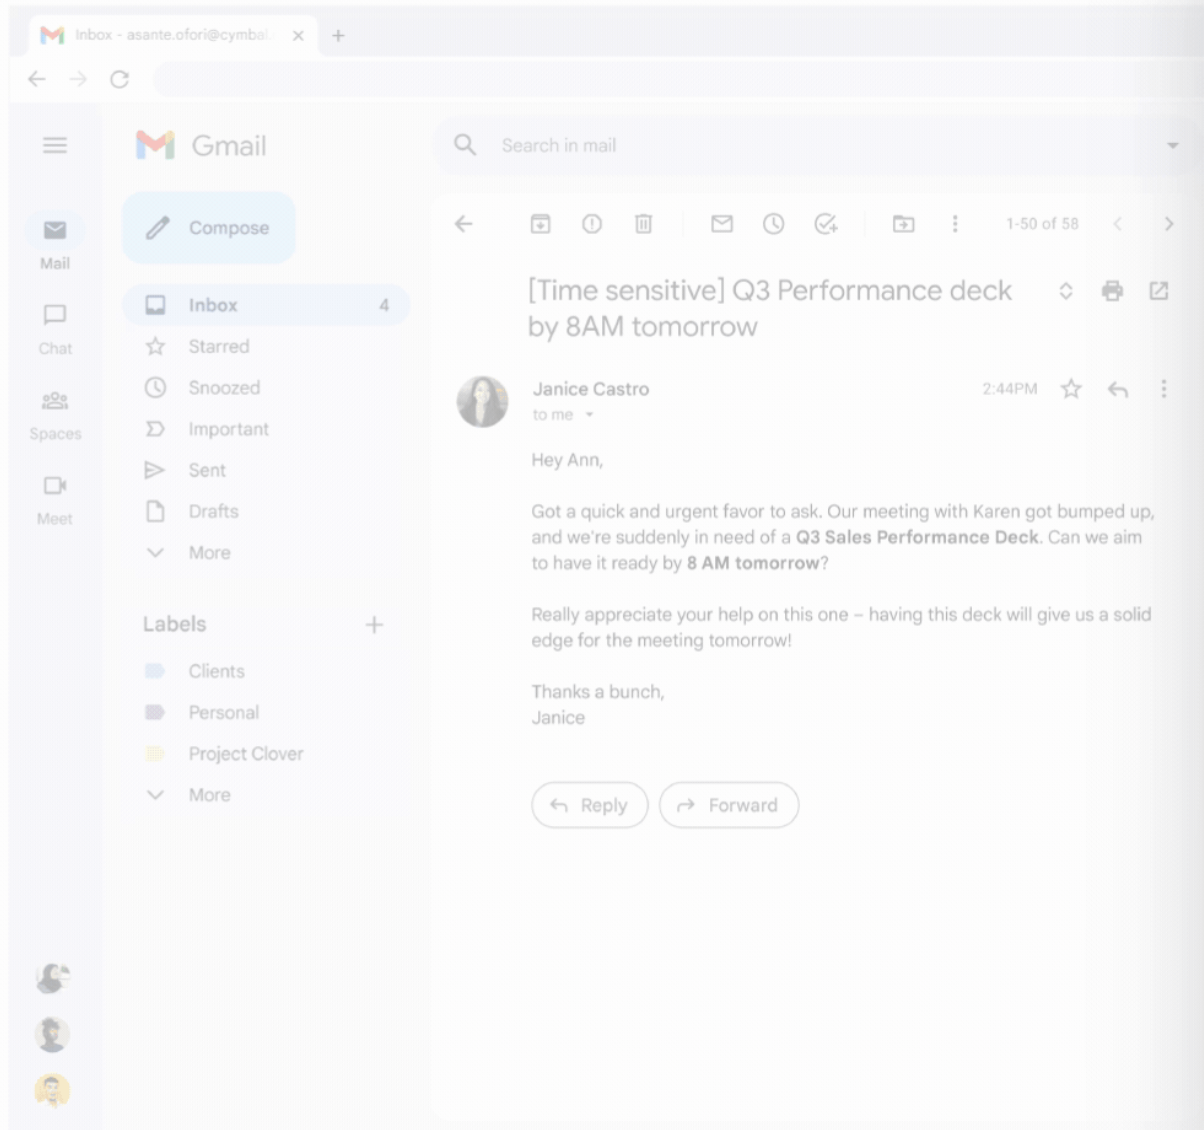 Inbox - asante.ofori@cymbal.
Gmail
Search in mail
Compose
1-50 of 58
Mail
Chat
Spaces
Meet
Inbox 4
Starred
Snoozed
Important
Sent
Drafts
More
Labels
Clients
Personal
Project Clover
More
[Time sensitive] Q3 Performance deck
by 8AM tomorrow
Janice Castro 2:44PM
to me
Hey Ann,
Got a quick and urgent favor to ask. Our meeting with Karen got bumped up,
and we're suddenly in need of a Q3 Sales Performance Deck. Can we aim
to have it ready by 8 AM tomorrow?
Really appreciate your help on this one – having this deck will give us a solid
edge for the meeting tomorrow!
Thanks a bunch,
Janice
Reply Forward